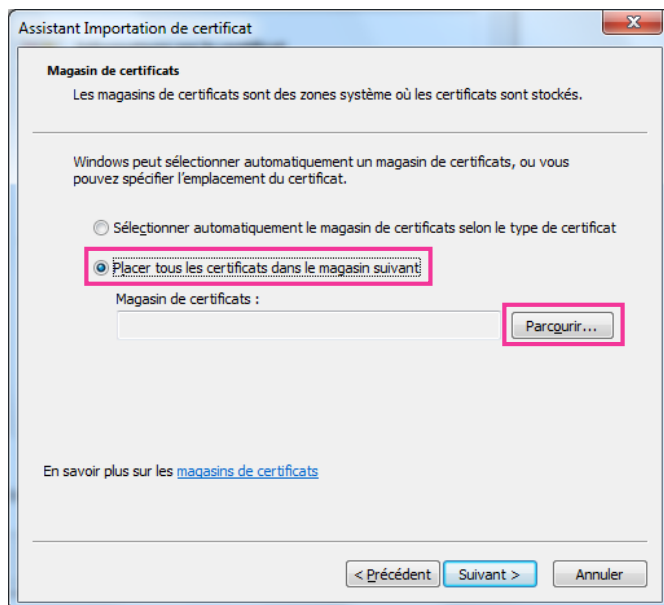 Assistant Importation de certificat
Magasin de certificats
Les magasins de certificats sont des zones système où les certificats sont stockés.
Windows peut sélectionner automatiquement un magasin de certificats, ou vous
pouvez spécifier l'emplacement du certificat.
Sélectionner automatiquement le magasin de certificats selon le type de certificat
Placer tous les certificats dans le magasin suivant
Magasin de certificats :
Parcourir...
En savoir plus sur les magasins de certificats
< Précédent Suivant > Annuler